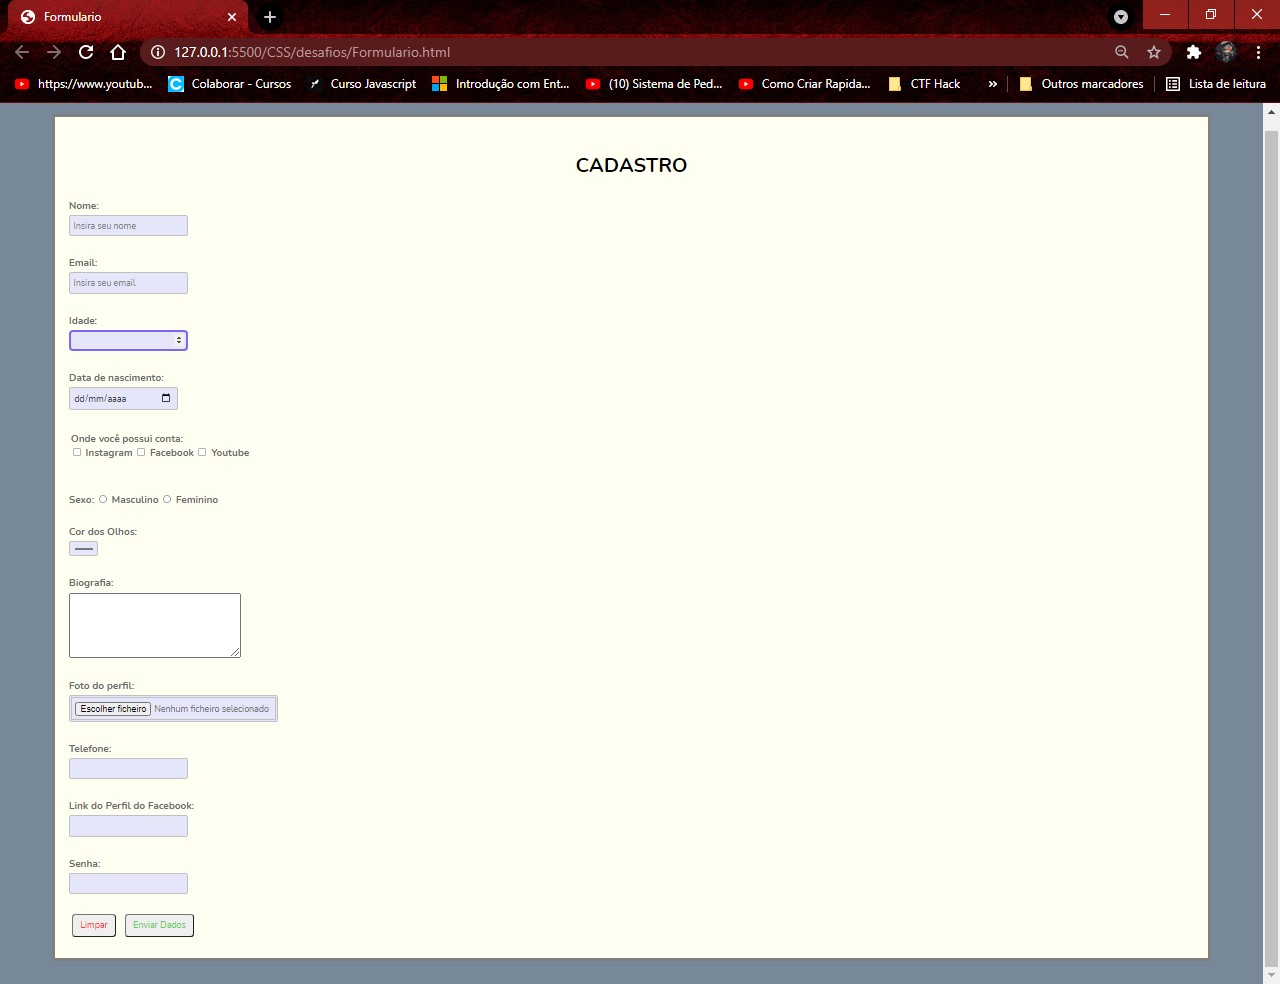 Formulario
127.0.0.1:5500/CSS/desafios/Formulario.html
https://www.youtub... Colaborar - Cursos Curso Javascript Introdução com Ent... (10) Sistema de Ped... Como Criar Rapida... CTF Hack » Outros marcadores Lista de leitura
CADASTRO
Nome:
Insira seu nome
Email:
Insira seu email
Idade:
Data de nascimento:
dd/mm/aaaa
Onde você possui conta:
Instagram Facebook Youtube
Sexo: Masculino Feminino
Cor dos Olhos:
Biografia:
Foto do perfil:
Escolher ficheiro Nenhum ficheiro selecionado
Telefone:
Link do Perfil do Facebook:
Senha:
Limpar Enviar Dados